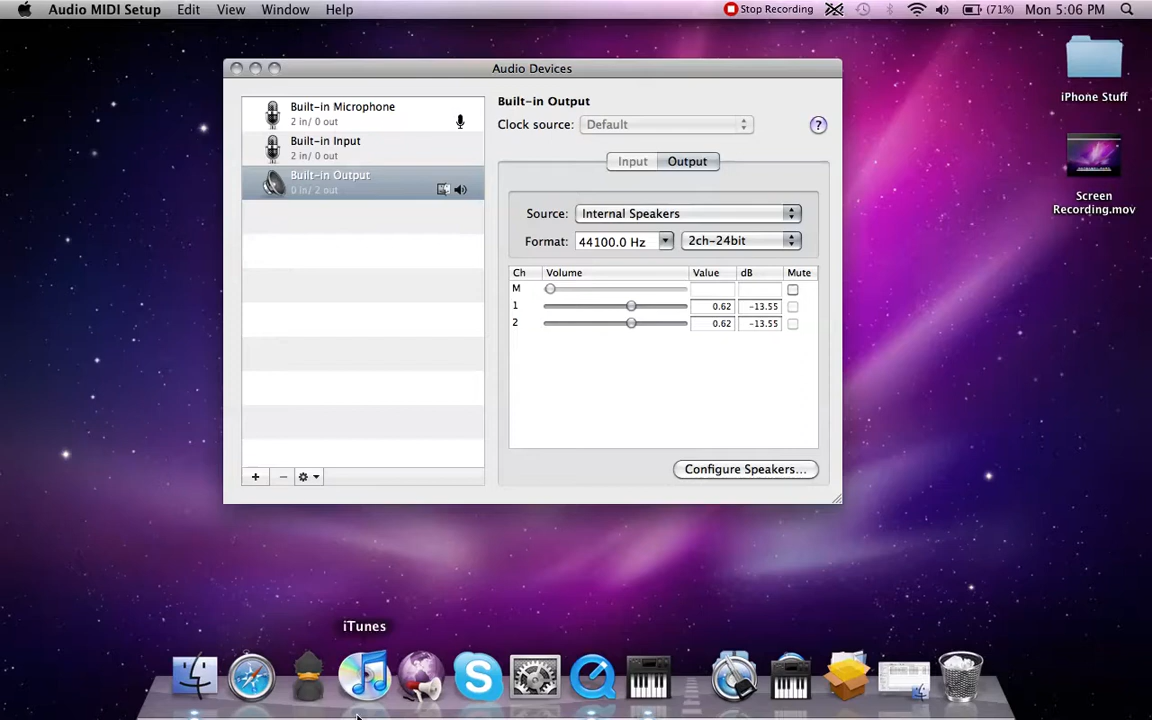 Audio MIDI Setup Edit View Window Help Stop Recording (71%) Mon 5:06 PM
Audio Devices
iPhone Stuff
Built-in Microphone
2 in/ 0 out
Built-in Input
2 in/ 0 out
Built-in Output
0 in/ 2 out
Built-in Output
Clock source: Default ?
Input Output
Source: Internal Speakers
Format: 44100.0 Hz 2ch-24bit
Ch Volume Value dB Mute
M
1 0.62 -13.55
2 0.62 -13.55
Configure Speakers...
Screen
Recording.mov
iTunes